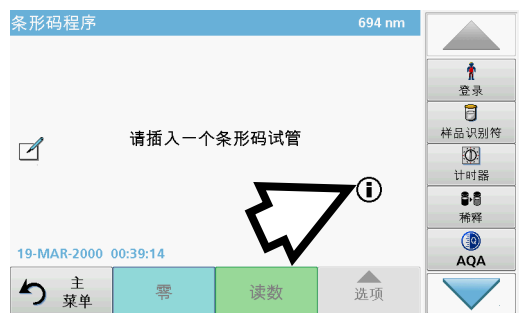 条形码程序 694 nm
登录
样品识别符
请插入一个条形码试管
计时器
稀释
19-MAR-2000 00:39:14
AQA
主菜单
零
读数
选项